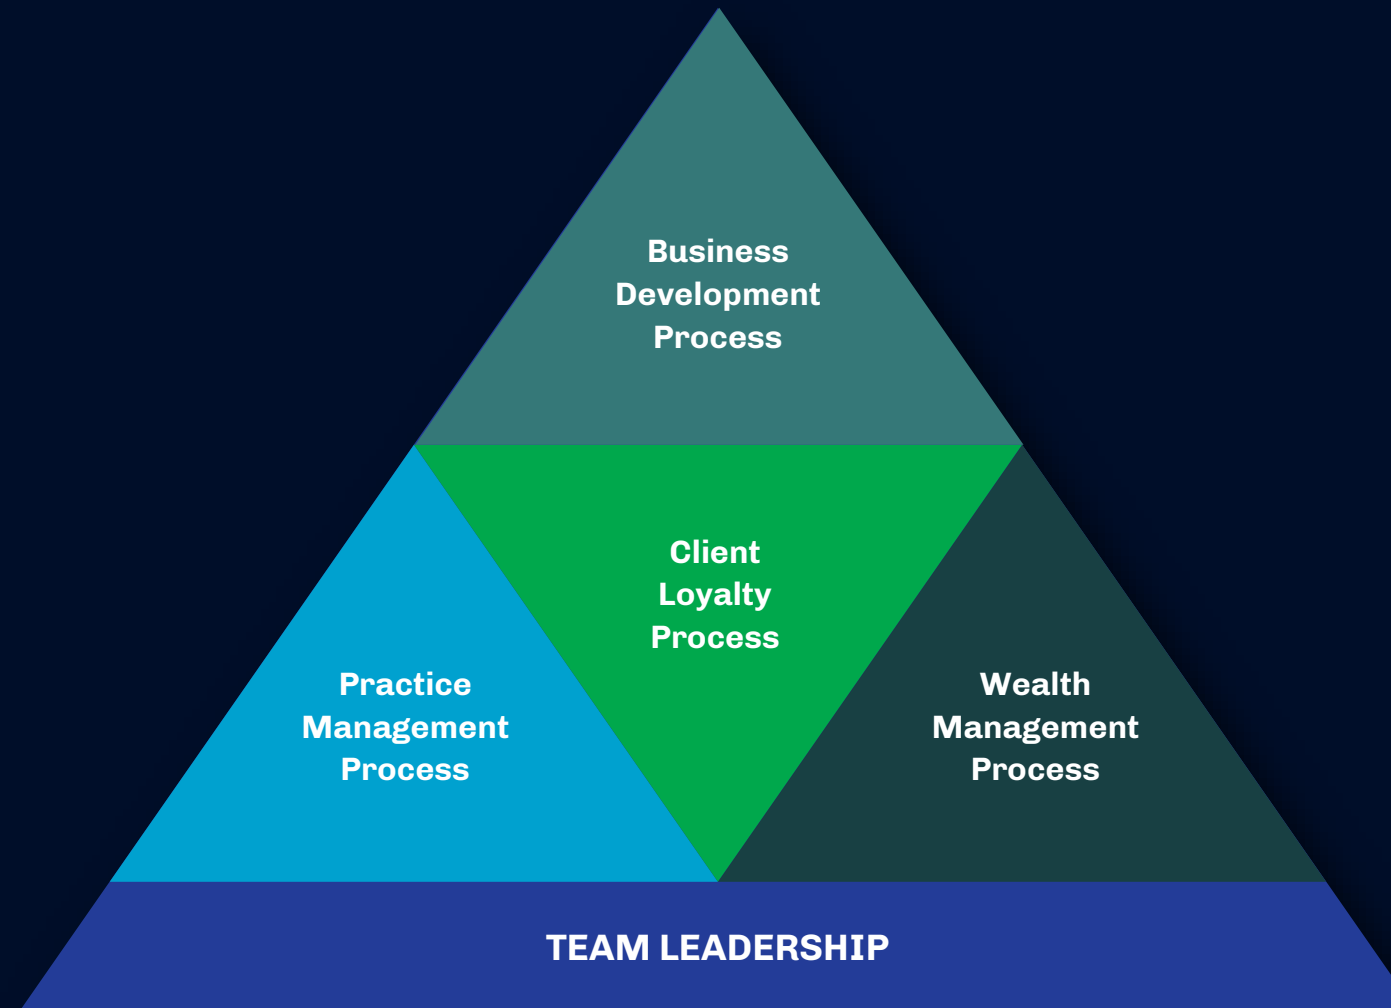 Business
Development
Process
Client
Loyalty
Process
Practice
Management
Process
Wealth
Management
Process
TEAM LEADERSHIP